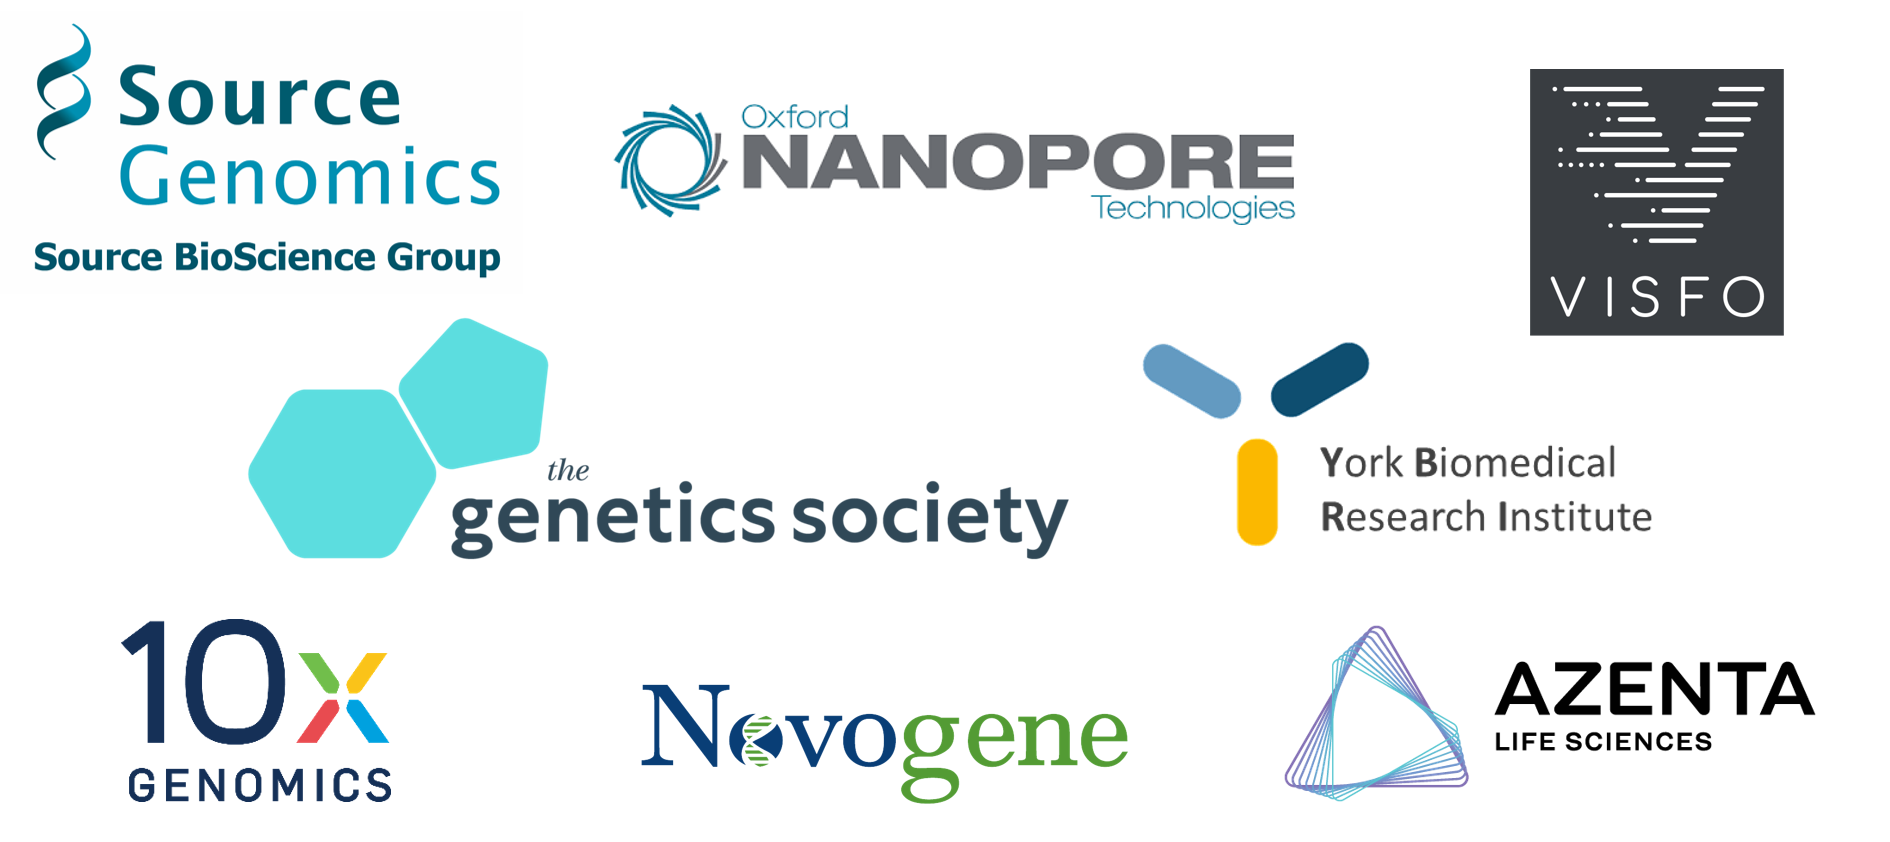 Source
Genomics
Source BioScience Group
Oxford
NANOPORE
Technologies
VISFO
the
genetics society
York Biomedical
Research Institute
10x
GENOMICS
Novogene
AZENTA
LIFE SCIENCES